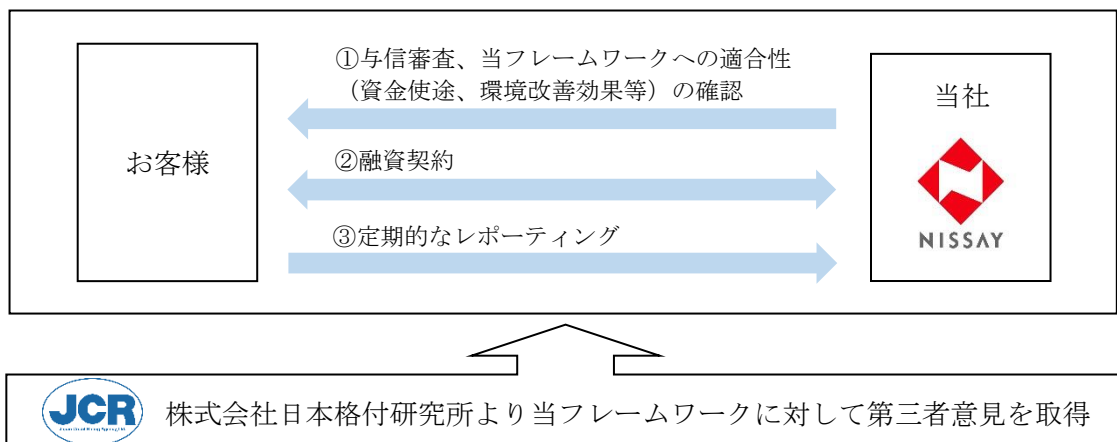 ①与信審査、当フレームワークへの適合性
（資金使途、環境改善効果等）の確認
当社
お客様
②融資契約
NISSAY
③定期的なレポーティング
JCR
株式会社日本格付研究所より当フレームワークに対して第三者意見を取得